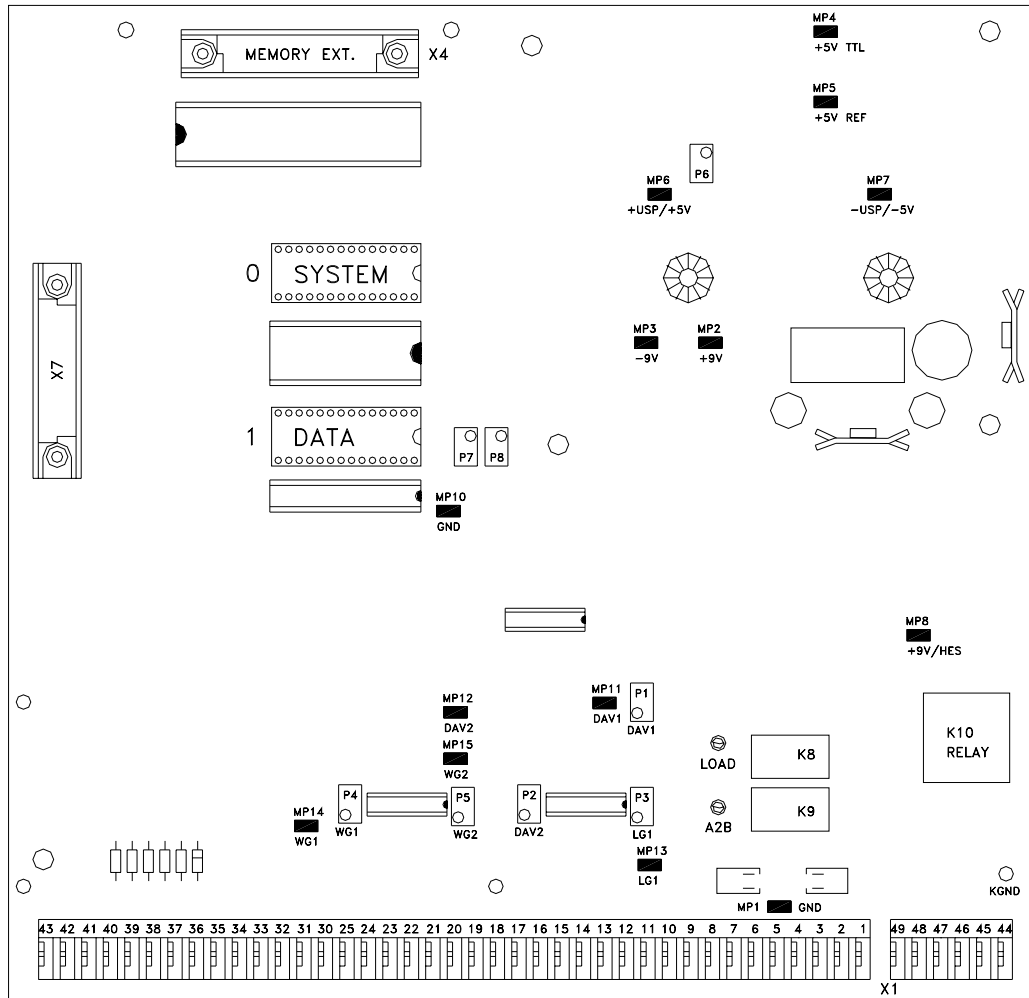 MP4
+5V TTL
MEMORY EXT. X4
MP5
+5V REF
P6
MP6
+USP/+5V
MP7
-USP/-5V
0 SYSTEM
MP3
-9V
MP2
+9V
X7
1 DATA
P7 P8
MP10
GND
MP8
+9V/HES
MP12
DAV2
MP11
DAV1
P1
DAV1
K10
RELAY
MP15
WG2
LOAD
K8
P4
WG1
P5
WG2
P2
DAV2
P3
LG1
A2B
K9
MP14
WG1
MP13
LG1
KGND
MP1 GND
43 42 41 40 39 38 37 36 35 34 33 32 31 30 25 24 23 22 21 20 19 18 17 16 15 14 13 12 11 10 9 8 7 6 5 4 3 2 1 49 48 47 46 45 44
X1